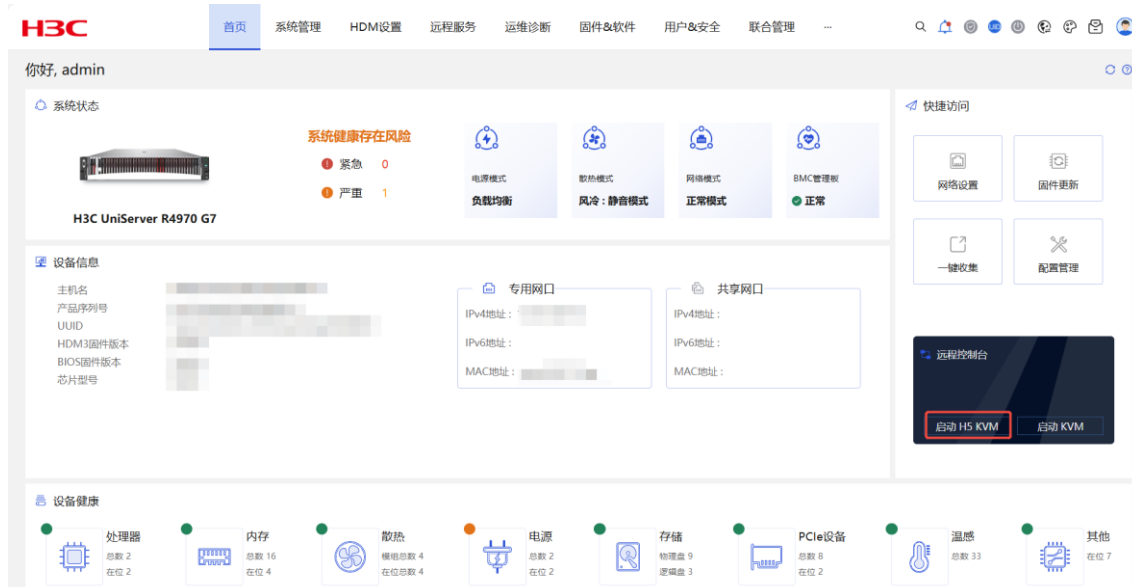 H3C
首页 系统管理 HDM设置 远程服务 运维诊断 固件&软件 用户&安全 联合管理 ...
UID
你好, admin
系统状态
系统健康存在风险
紧急 0
严重 1
H3C UniServer R4970 G7
电源模式
负载均衡
散热模式
风冷：静音模式
网络模式
正常模式
BMC管理板
正常
快捷访问
网络设置
固件更新
一键收集
配置管理
设备信息
主机名
产品序列号
UUID
HDM3固件版本
BIOS固件版本
芯片型号
专用网口
IPv4地址：
IPv6地址：
MAC地址：
共享网口
IPv4地址：
IPv6地址：
MAC地址：
远程控制台
启动 H5 KVM
启动 KVM
设备健康
处理器
总数 2
在位 2
内存
总数 16
在位 4
散热
模组总数 4
在位总数 4
电源
总数 2
在位 2
存储
物理盘 9
逻辑盘 3
PCIe设备
总数 8
在位 2
温感
总数 33
其他
在位 7